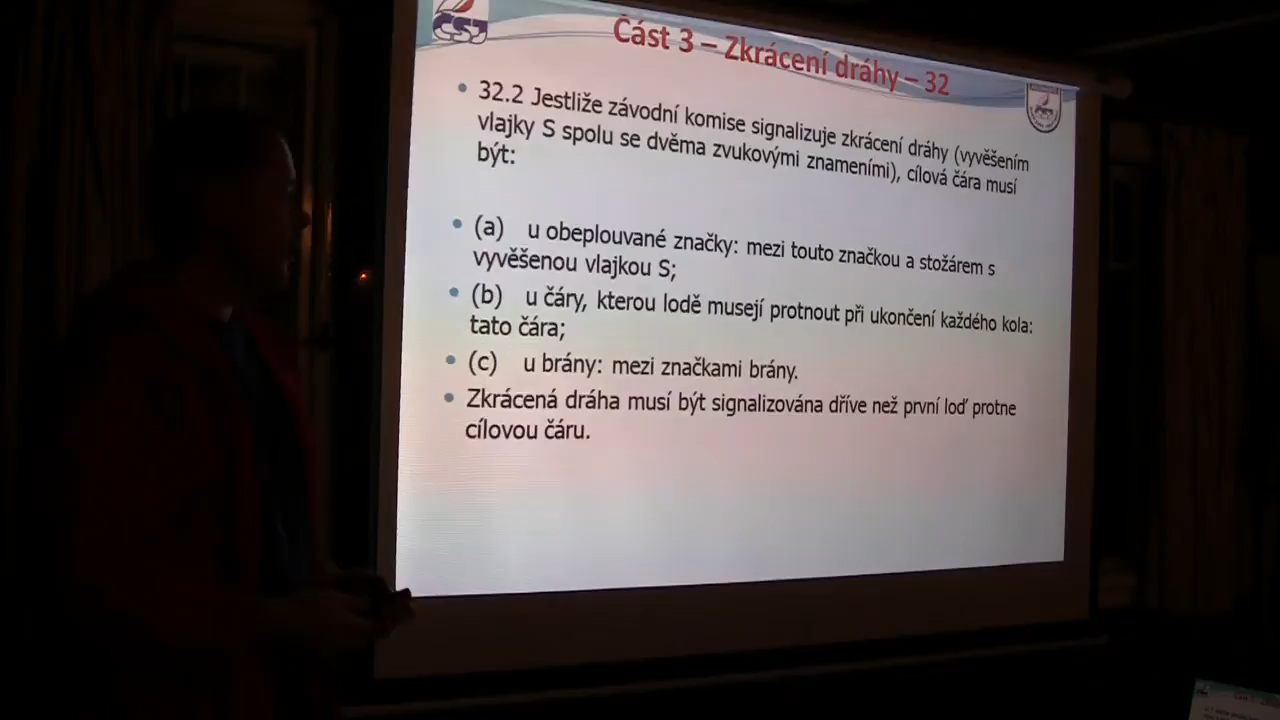 ČSJ
Část 3 – Zkrácení dráhy – 32
• 32.2 Jestliže závodní komise signalizuje zkrácení dráhy (vyvěšením
vlajky S spolu se dvěma zvukovými znameními), cílová čára musí
být:
• (a) u obeplouvané značky: mezi touto značkou a stožárem s
vyvěšenou vlajkou S;
• (b) u čáry, kterou lodě musejí protnout při ukončení každého kola:
tato čára;
• (c) u brány: mezi značkami brány.
• Zkrácená dráha musí být signalizována dříve než první loď protne
cílovou čáru.